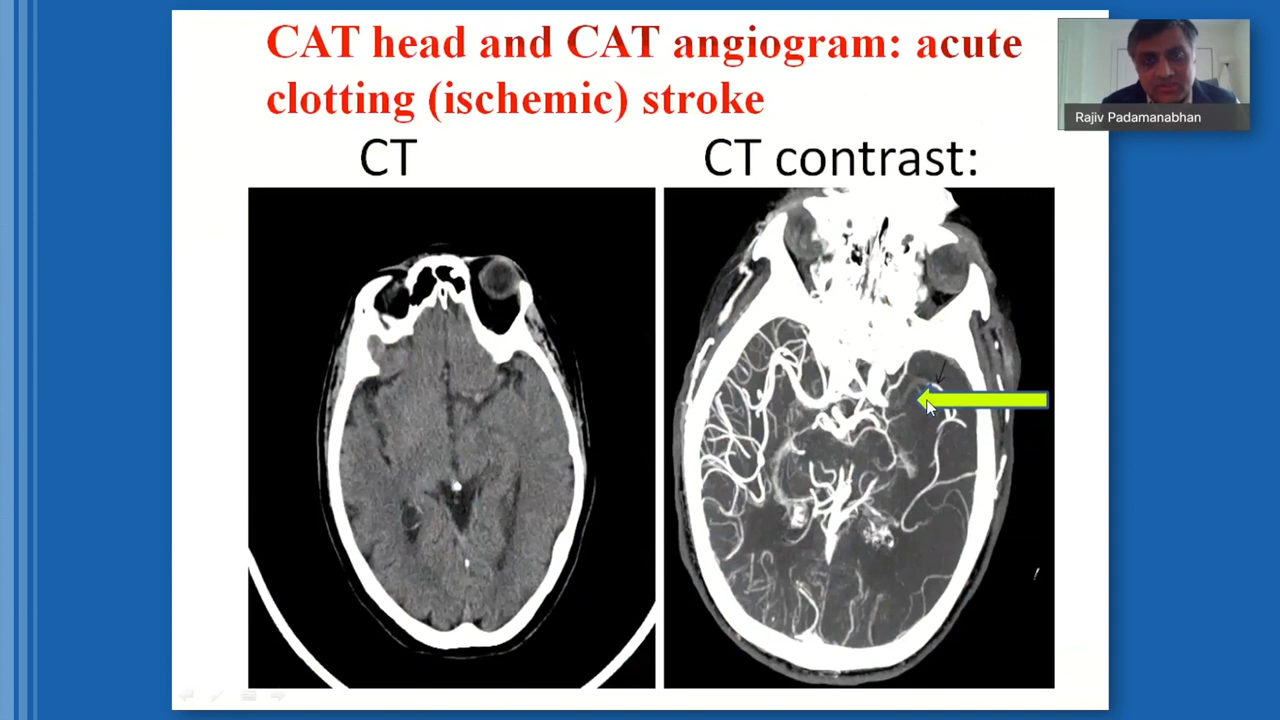 CAT head and CAT angiogram: acute
clotting (ischemic) stroke
Rajiv Padamanabhan
CT
CT contrast: